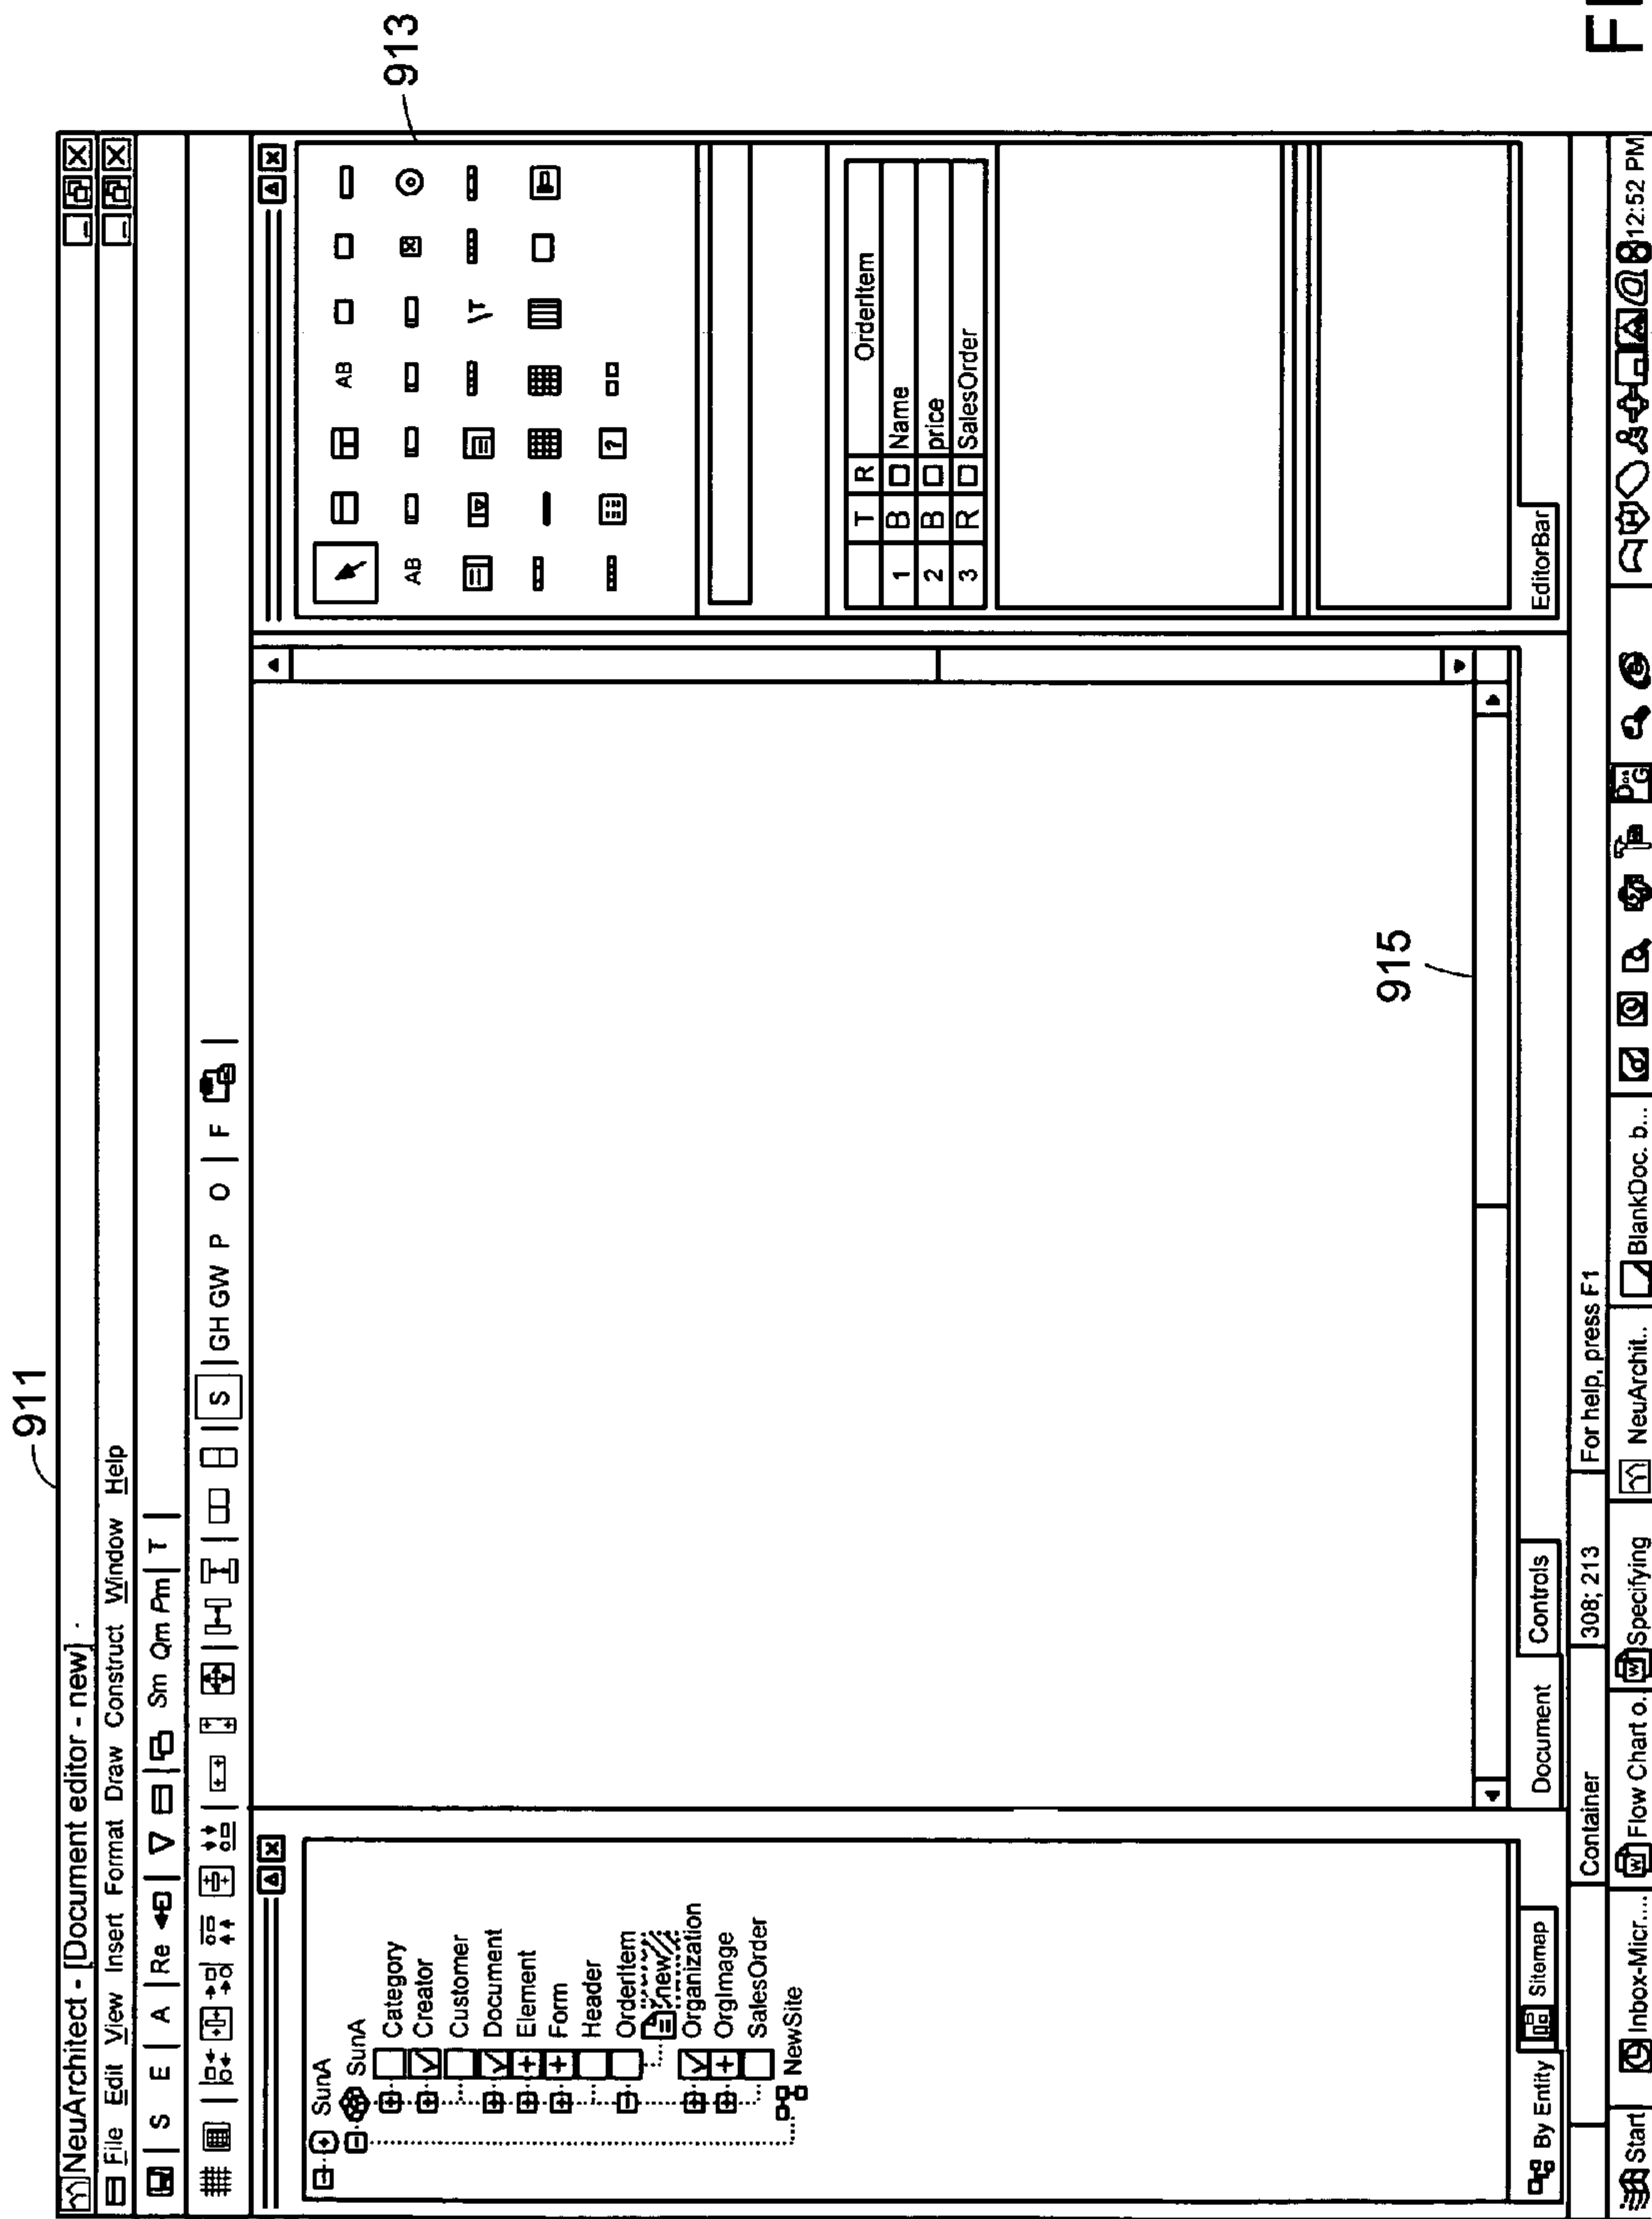 911
NeuArchitect - [Document editor - new]
File Edit View Insert Format Draw Construct Window Help
S E A Re Sm Qm Pm T
S GH GW P O F
SunA
SunA
Category
Creator
Customer
Document
Element
Form
Header
OrderItem
new
Organization
OrgImage
SalesOrder
NewSite
By Entity Sitemap
Document Controls
915
913
AB
AB
\T
?
T R OrderItem
1 B Name
2 B price
3 R SalesOrder
EditorBar
Container 308; 213 For help, press F1
Start Inbox-Micr.... Flow Chart o. Specifying NeuArchit.. BlankDoc. b... 12:52 PM